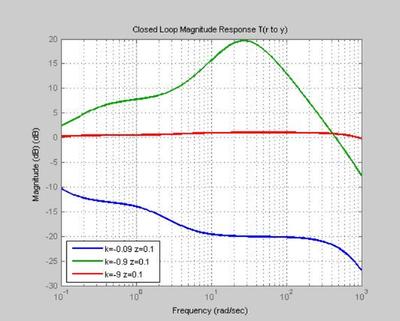 Closed Loop Magnitude Response T(r to y)
20
15
10
5
0
-5
-10
-15
-20
-25
-30
Magnitude (dB) (dB)
k=-0.09 z=0.1
k=-0.9 z=0.1
k=-9 z=0.1
10^-1 10^0 10^1 10^2 10^3
Frequency (rad/sec)